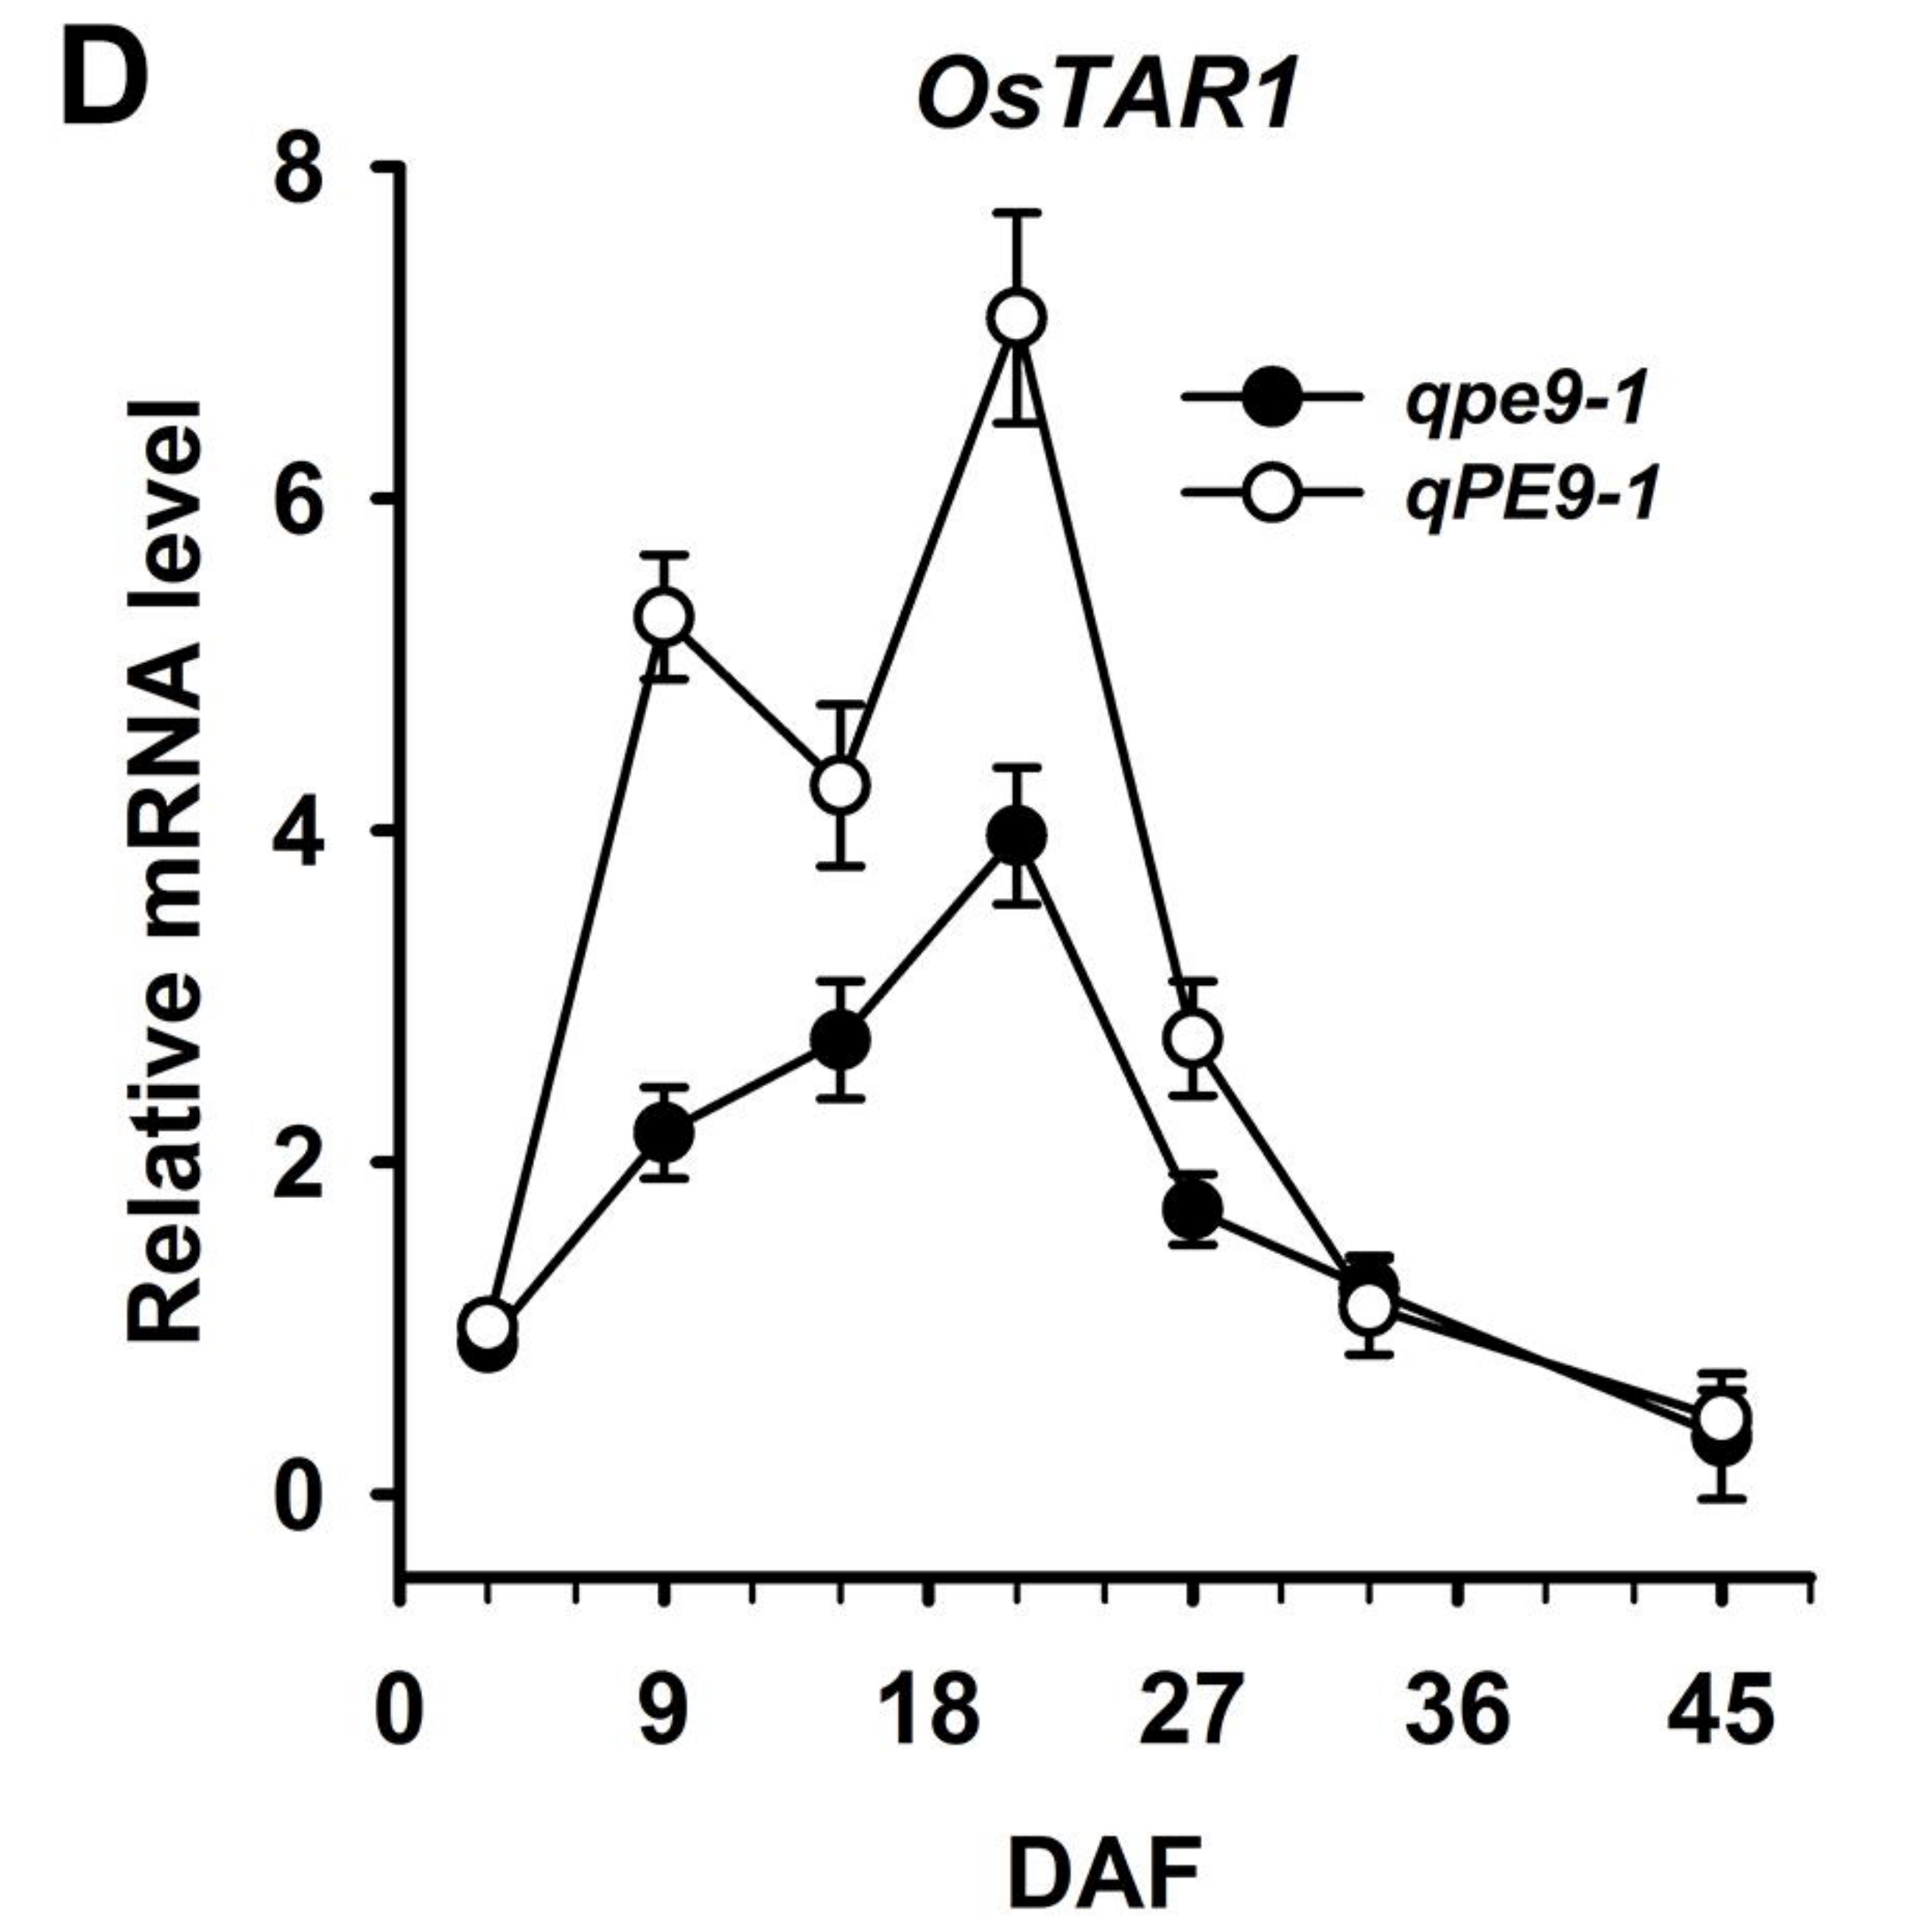 D
OsTAR1
8
6
4
2
0
Relative mRNA level
qpe9-1
qPE9-1
0 9 18 27 36 45
DAF